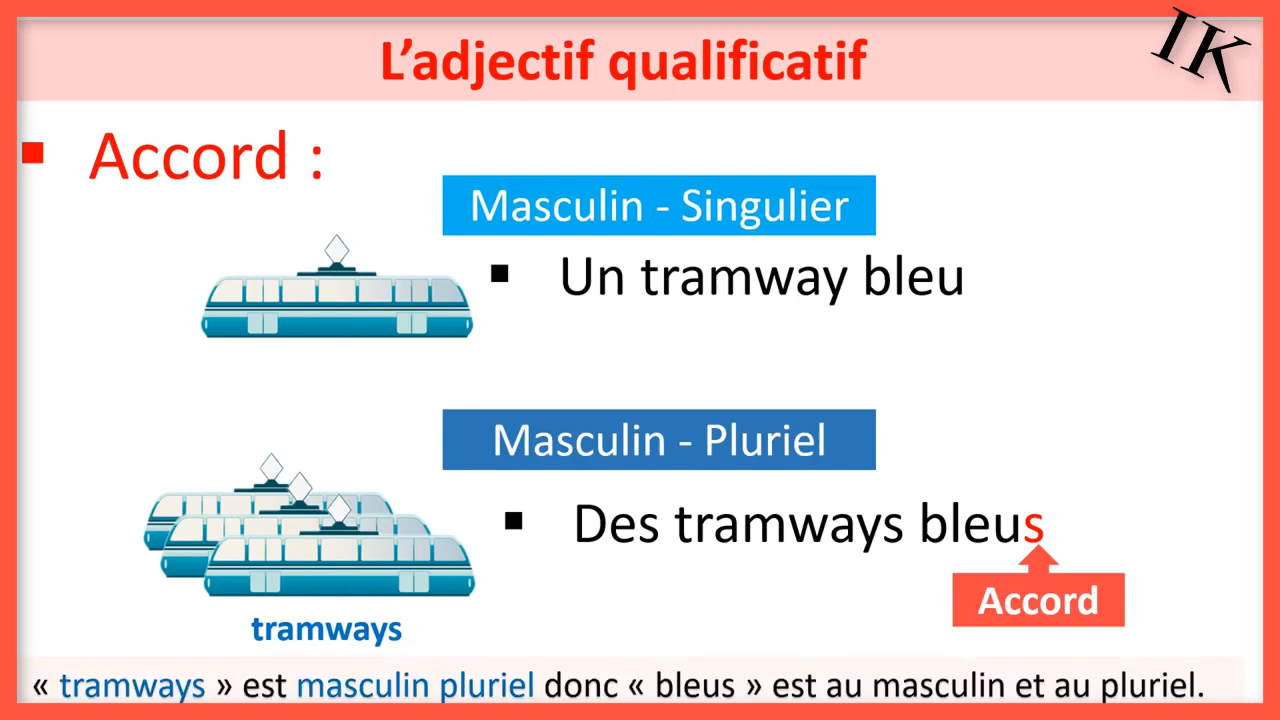 L’adjectif qualificatif
IK
▪ Accord :
Masculin - Singulier
▪ Un tramway bleu
Masculin - Pluriel
▪ Des tramways bleus
Accord
tramways
« tramways » est masculin pluriel donc « bleus » est au masculin et au pluriel.